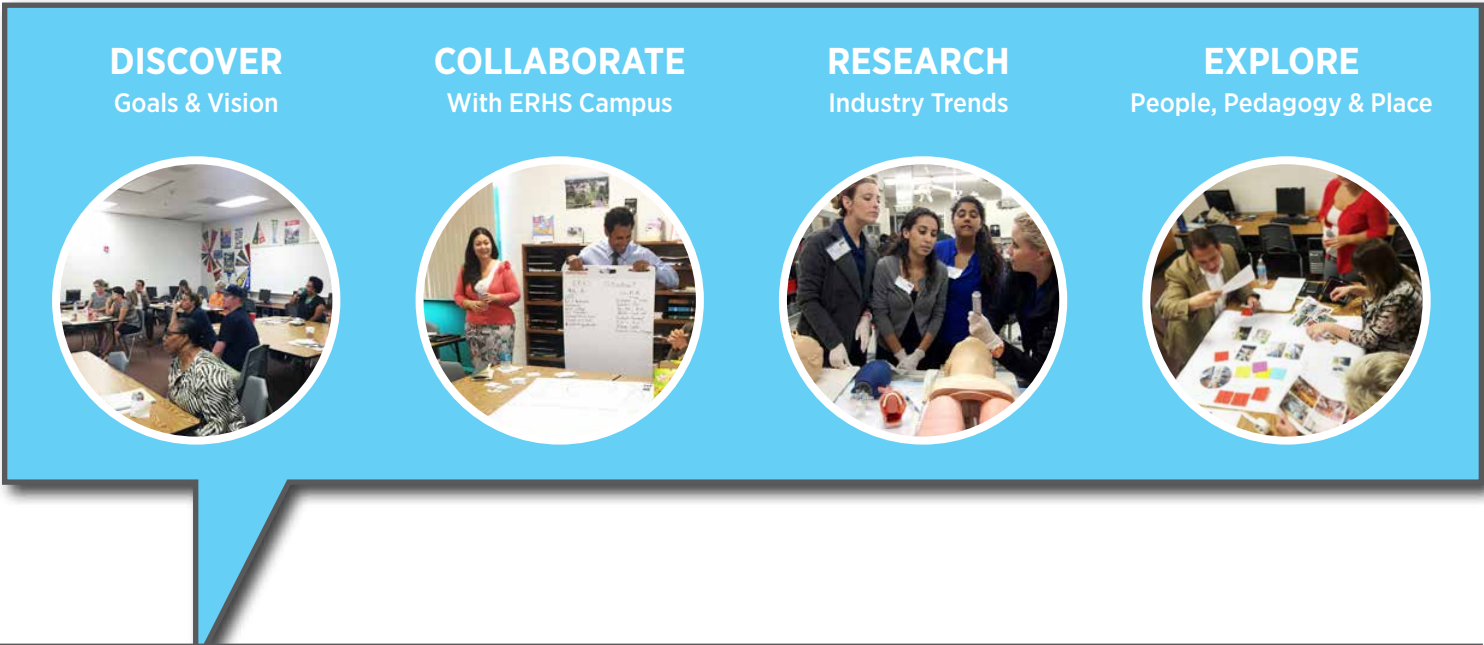 DISCOVER
Goals & Vision
COLLABORATE
With ERHS Campus
RESEARCH
Industry Trends
EXPLORE
People, Pedagogy & Place